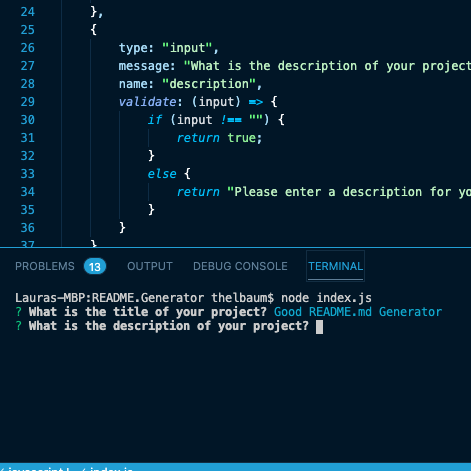 24 },
25 {
26 type: "input",
27 message: "What is the description of your project
28 name: "description",
29 validate: (input) => {
30 if (input !== "") {
31 return true;
32 }
33 else {
34 return "Please enter a description for yo
35 }
36 }
37 }
PROBLEMS 13 OUTPUT DEBUG CONSOLE TERMINAL
Lauras-MBP:README.Generator thelbaum$ node index.js
? What is the title of your project? Good README.md Generator
? What is the description of your project?